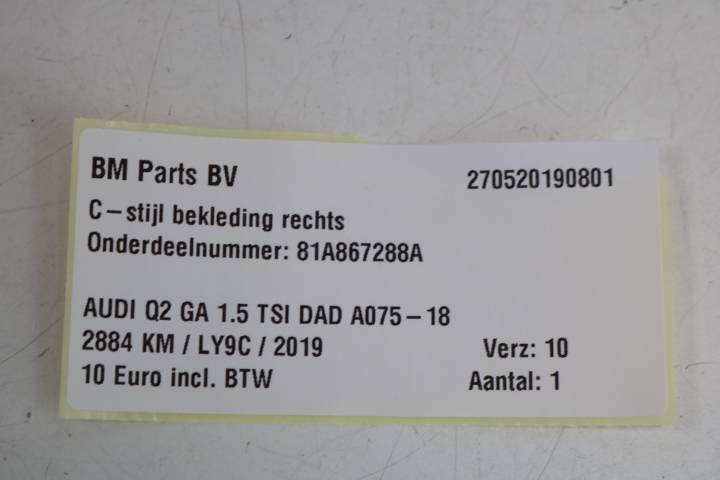 BM Parts BV 270520190801
C-stijl bekleding rechts
Onderdeelnummer: 81A867288A
AUDI Q2 GA 1.5 TSI DAD A075-18
2884 KM / LY9C / 2019 Verz: 10
10 Euro incl. BTW Aantal: 1